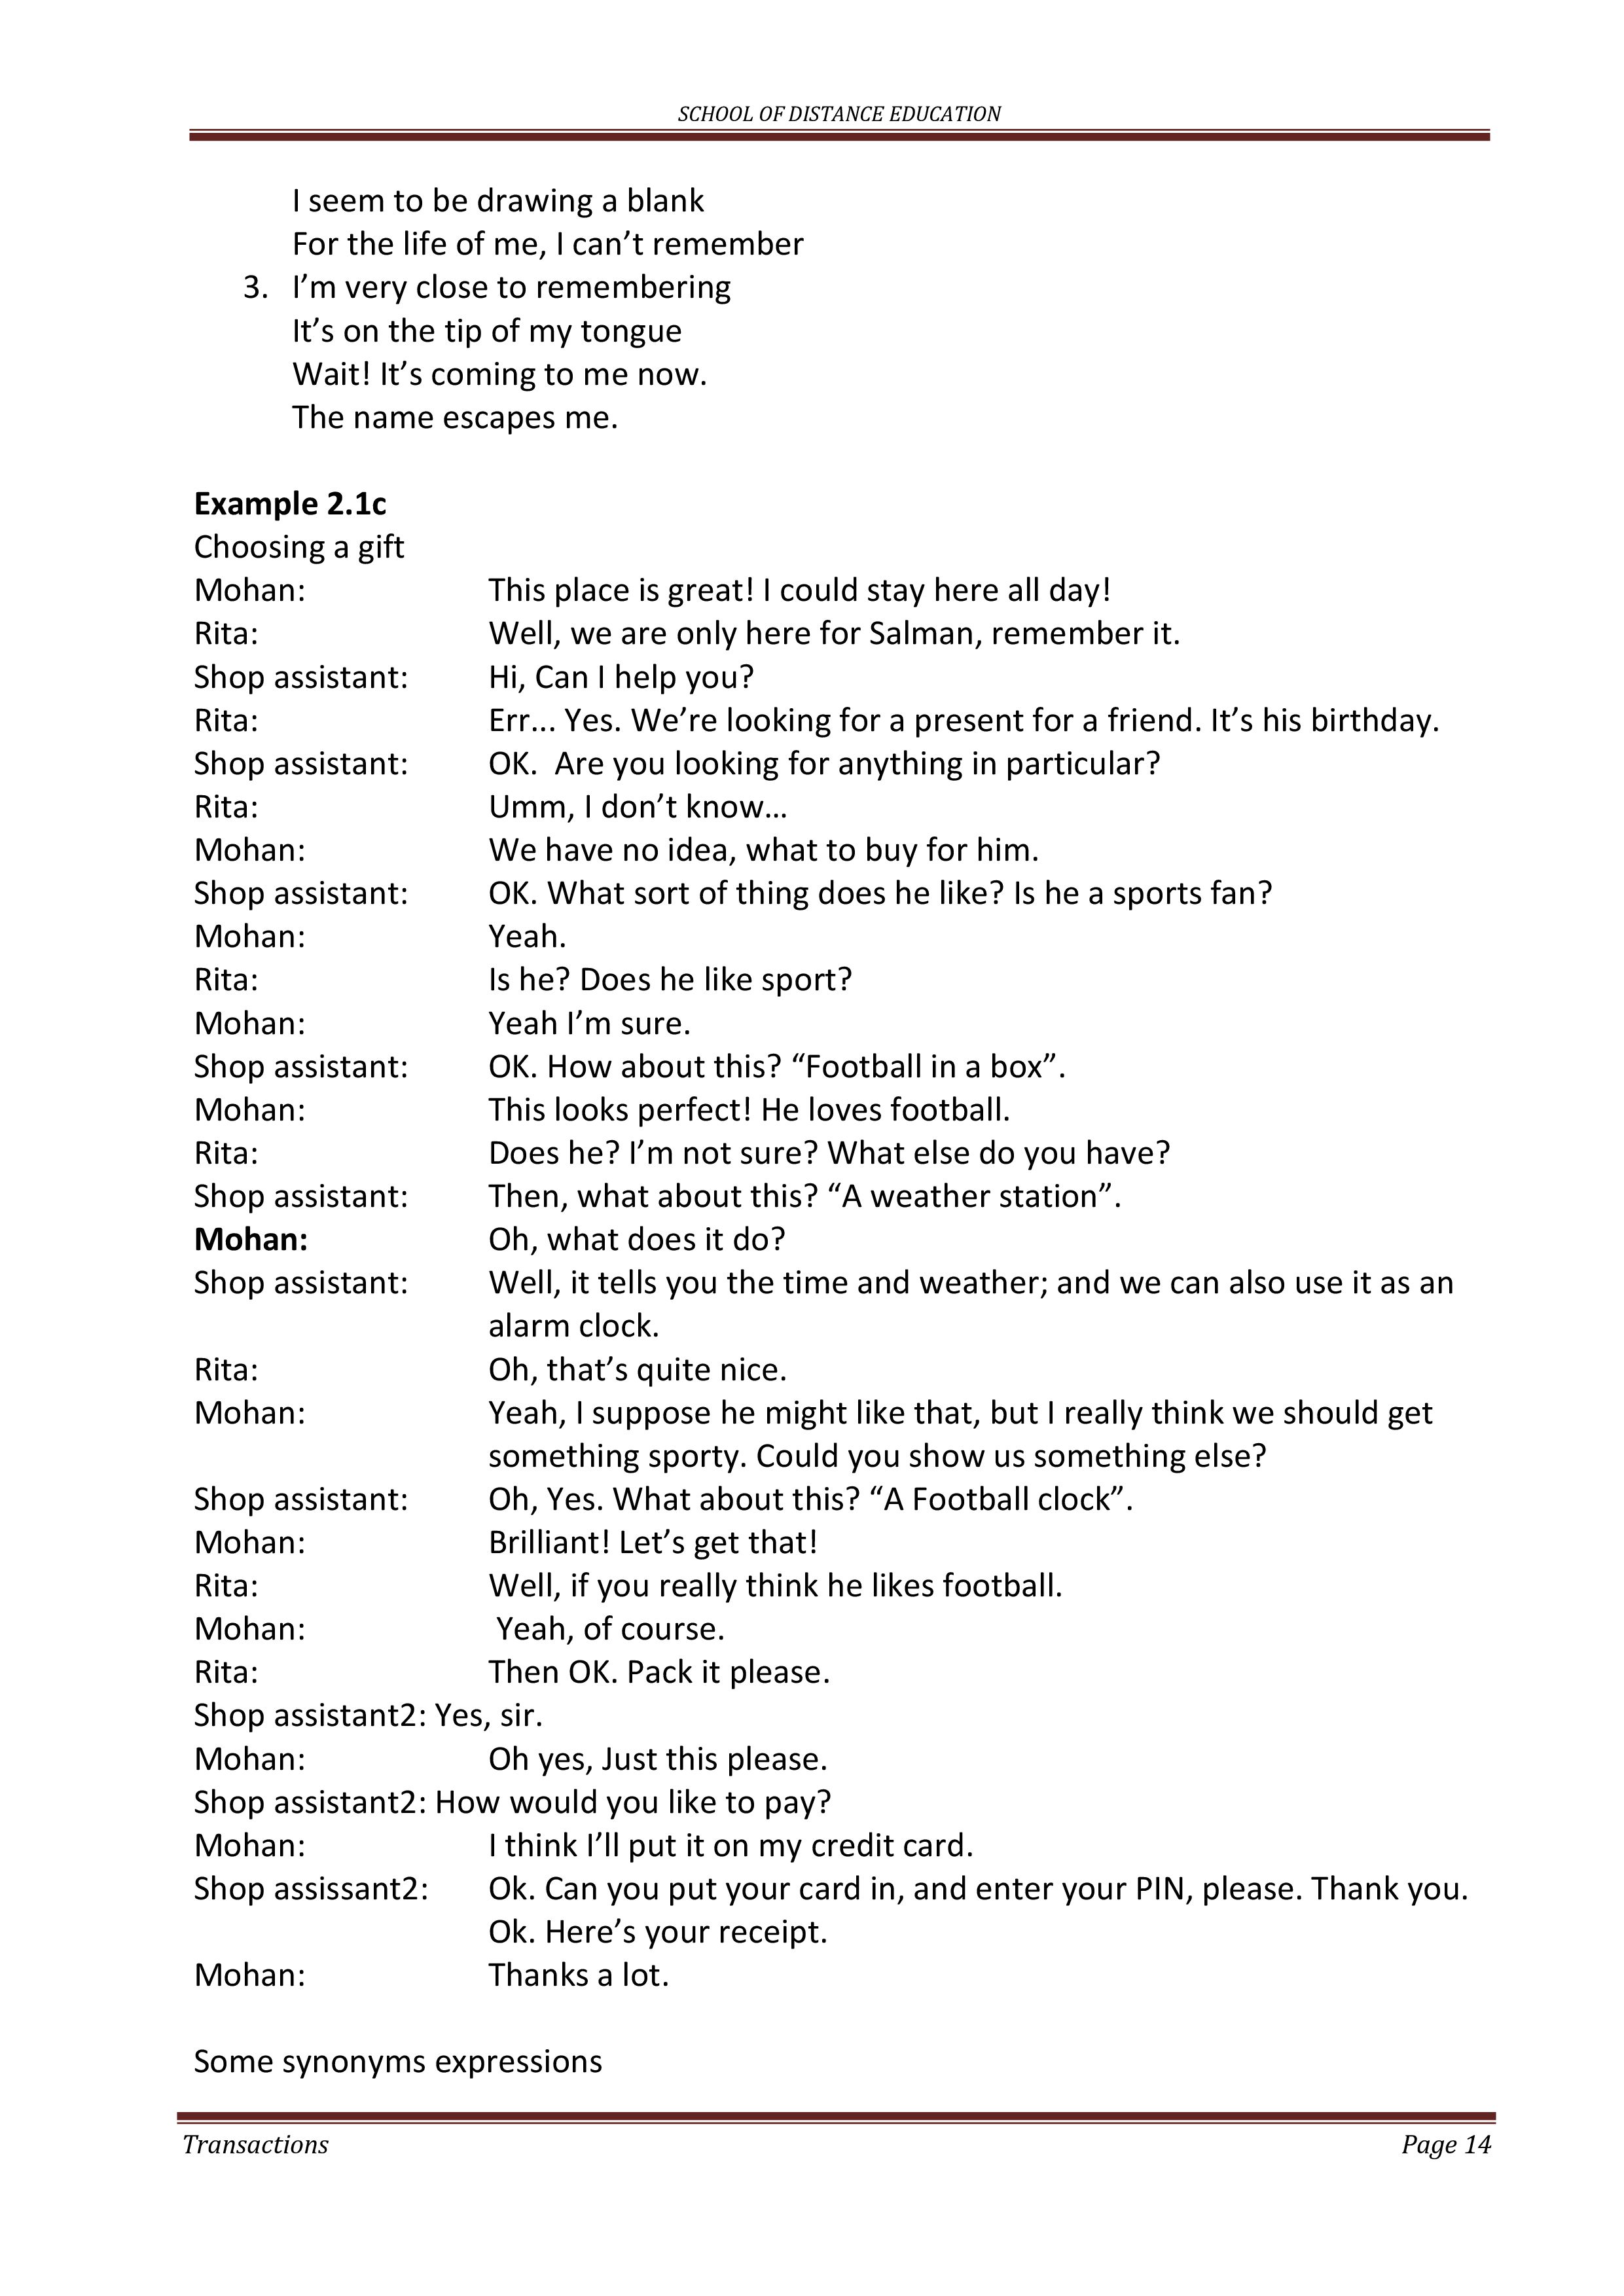 SCHOOL OF DISTANCE EDUCATION
I seem to be drawing a blank
For the life of me, I can’t remember
3. I’m very close to remembering
It’s on the tip of my tongue
Wait! It’s coming to me now.
The name escapes me.
Example 2.1c
Choosing a gift
Mohan: This place is great! I could stay here all day!
Rita: Well, we are only here for Salman, remember it.
Shop assistant: Hi, Can I help you?
Rita: Err... Yes. We’re looking for a present for a friend. It’s his birthday.
Shop assistant: OK.  Are you looking for anything in particular?
Rita: Umm, I don’t know…
Mohan: We have no idea, what to buy for him.
Shop assistant: OK. What sort of thing does he like? Is he a sports fan?
Mohan: Yeah.
Rita: Is he? Does he like sport?
Mohan: Yeah I’m sure.
Shop assistant: OK. How about this? “Football in a box”.
Mohan: This looks perfect! He loves football.
Rita: Does he? I’m not sure? What else do you have?
Shop assistant: Then, what about this? “A weather station”.
Mohan: Oh, what does it do?
Shop assistant: Well, it tells you the time and weather; and we can also use it as an
alarm clock.
Rita: Oh, that’s quite nice.
Mohan: Yeah, I suppose he might like that, but I really think we should get
something sporty. Could you show us something else?
Shop assistant: Oh, Yes. What about this? “A Football clock”.
Mohan: Brilliant! Let’s get that!
Rita: Well, if you really think he likes football.
Mohan: Yeah, of course.
Rita: Then OK. Pack it please.
Shop assistant2: Yes, sir.
Mohan: Oh yes, Just this please.
Shop assistant2: How would you like to pay?
Mohan: I think I’ll put it on my credit card.
Shop assissant2: Ok. Can you put your card in, and enter your PIN, please. Thank you.
Ok. Here’s your receipt.
Mohan: Thanks a lot.
Some synonyms expressions
Transactions Page 14